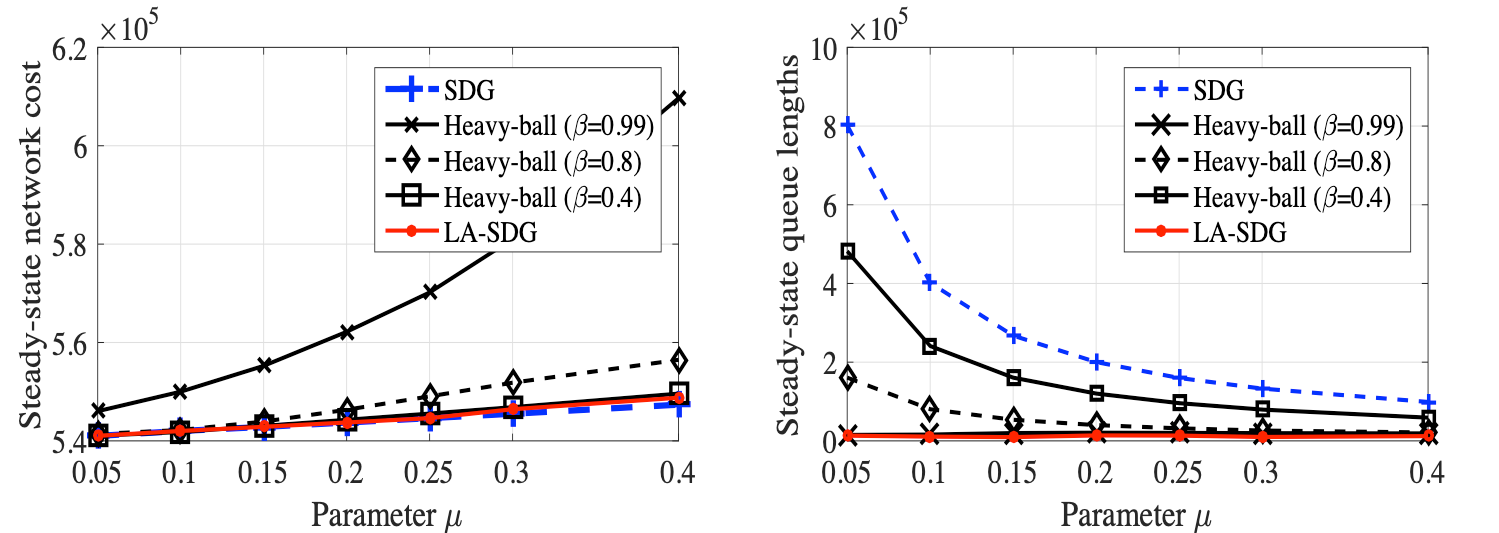 ×10⁵
6.2
6
5.8
5.6
5.4
Steady-state network cost
SDG
Heavy-ball (β=0.99)
Heavy-ball (β=0.8)
Heavy-ball (β=0.4)
LA-SDG
0.05 0.1 0.15 0.2 0.25 0.3 0.4
Parameter μ
×10⁵
10
8
6
4
2
0
Steady-state queue lengths
SDG
Heavy-ball (β=0.99)
Heavy-ball (β=0.8)
Heavy-ball (β=0.4)
LA-SDG
0.05 0.1 0.15 0.2 0.25 0.3 0.4
Parameter μ